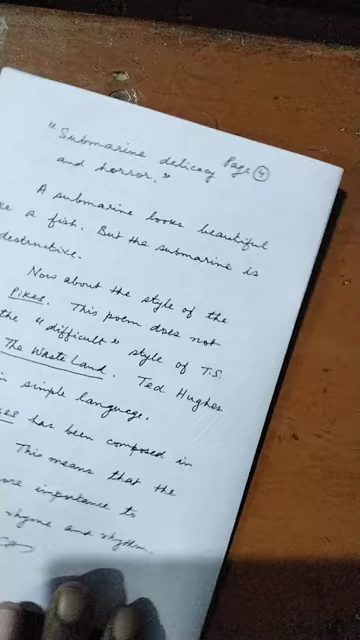 Page 4
"Submarine delicacy
and horror."
A submarine looks beautiful
a fish. But the submarine is
destructive.
Now about the style of the
Pikes. This poem does not
the "difficult" style of T.S.
The Waste Land. Ted Hughes
in simple language.
has been composed in
This means that the
importance to
rhyme and rhythm.